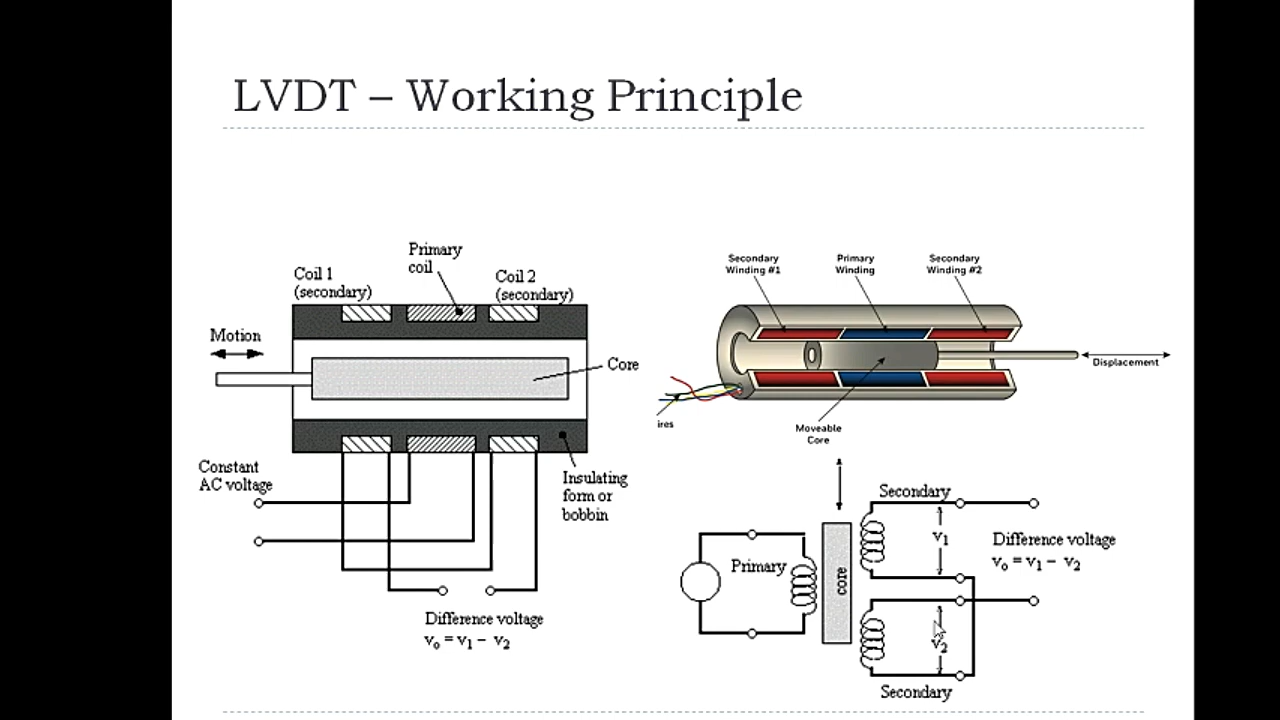 LVDT – Working Principle
Primary
coil
Coil 1
(secondary)
Coil 2
(secondary)
Motion
Core
Constant
AC voltage
Insulating
form or
bobbin
Difference voltage
vo = v1 – v2
Secondary
Winding #1
Primary
Winding
Secondary
Winding #2
Displacement
ires
Moveable
Core
Secondary
v1
Difference voltage
vo = v1 – v2
Primary
core
v2
Secondary